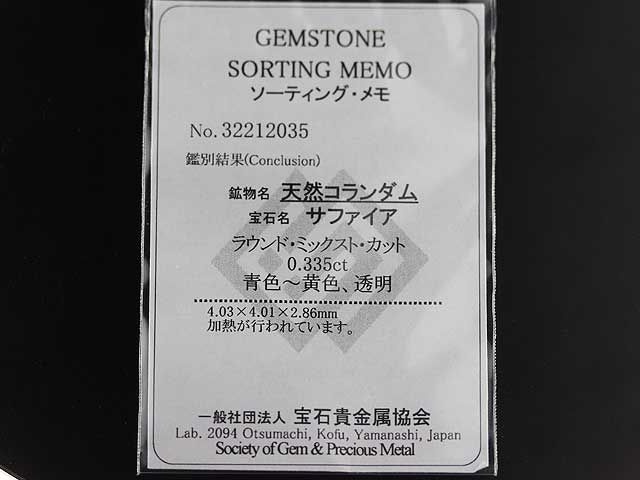 GEMSTONE
SORTING MEMO
ソーティング・メモ
No. 32212035
鑑別結果(Conclusion)
鉱物名 天然コランダム
宝石名 サファイア
ラウンド・ミックスト・カット
0.335ct
青色～黄色、透明
4.03×4.01×2.86mm
加熱が行われています。
一般社団法人 宝石貴金属協会
Lab. 2094 Otsumachi, Kofu, Yamanashi, Japan
Society of Gem & Precious Metal